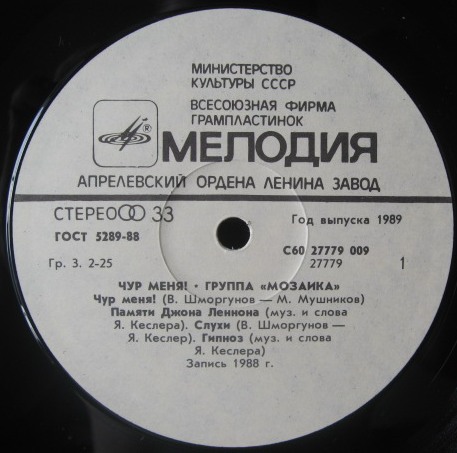 МИНИСТЕРСТВО
КУЛЬТУРЫ СССР
ВСЕСОЮЗНАЯ ФИРМА
ГРАМПЛАСТИНОК
®
МЕЛОДИЯ
АПРЕЛЕВСКИЙ ОРДЕНА ЛЕНИНА ЗАВОД
СТЕРЕО 33
Год выпуска 1989
ГОСТ 5289-88
С60 27779 009
Гр. 3. 2-25
27779
1
ЧУР МЕНЯ! · ГРУППА «МОЗАИКА»
Чур меня! (В. Шморгунов — М. Мушников)
Памяти Джона Леннона (муз. и слова
Я. Кеслера). Слухи (В. Шморгунов —
Я. Кеслер). Гипноз (муз. и слова
Я. Кеслера)
Запись 1988 г.